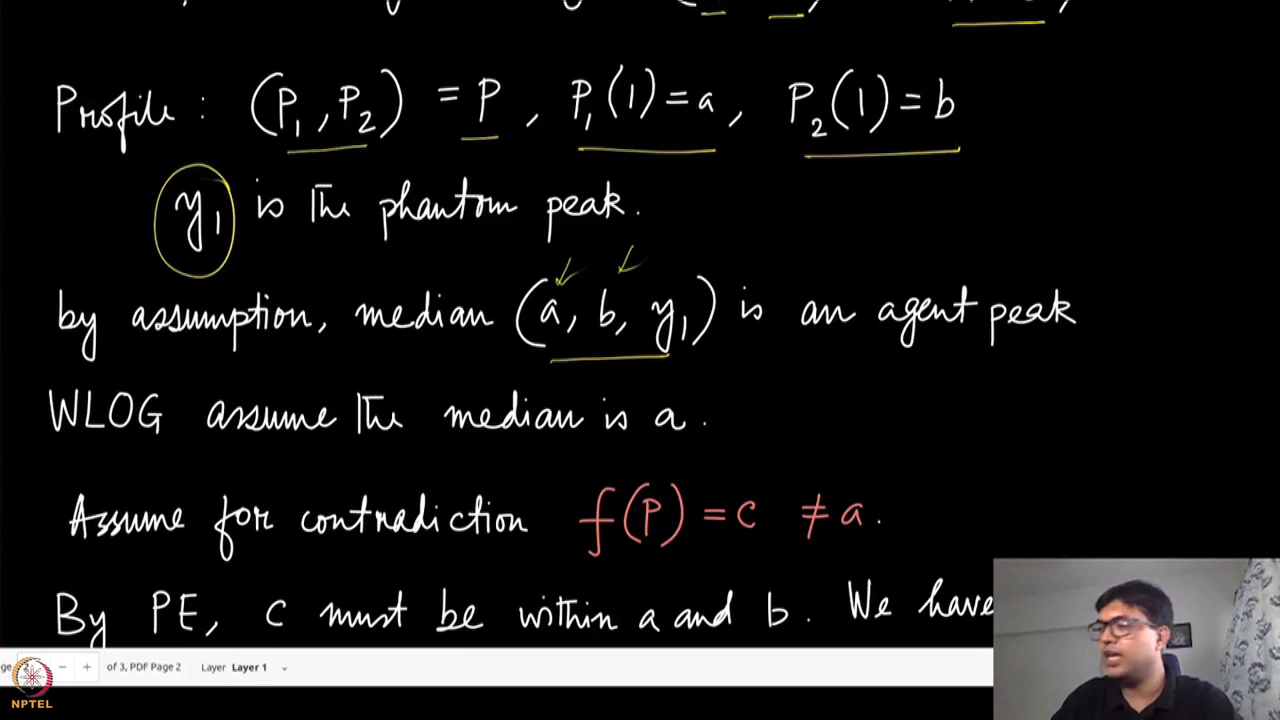 Profile : (P₁, P₂) = P , P₁(1) = a , P₂(1) = b
y₁ is the phantom peak.
by assumption, median (a, b, y₁) is an agent peak
WLOG assume the median is a .
Assume for contradiction f(P) = c ≠ a .
By PE, c must be within a and b . We have
of 3, PDF Page 2 Layer Layer 1
NPTEL